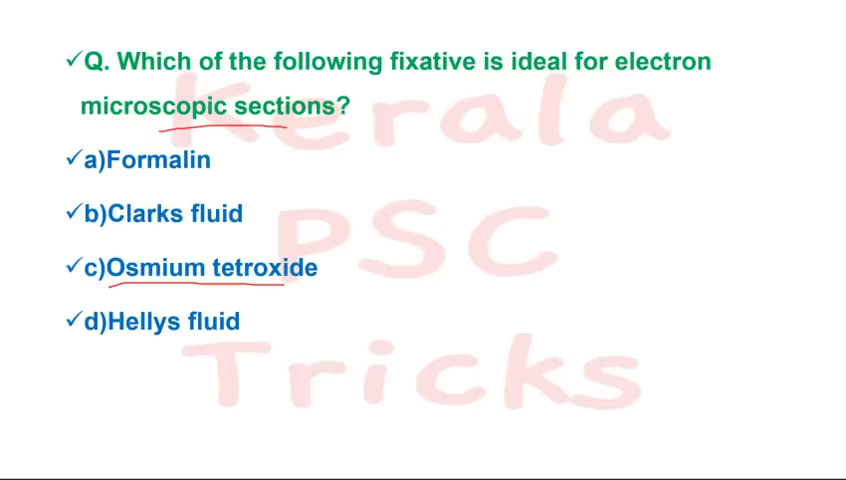 ✓Q. Which of the following fixative is ideal for electron
microscopic sections?
✓a)Formalin
✓b)Clarks fluid
✓c)Osmium tetroxide
✓d)Hellys fluid
Kerala
PSC
Tricks